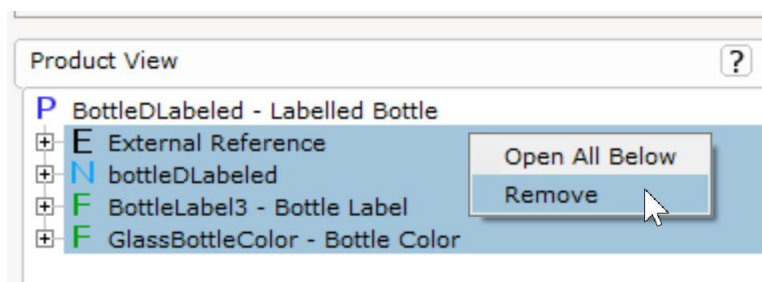 Product View ?
P BottleDLabeled - Labelled Bottle
E External Reference
N bottleDLabeled
F BottleLabel3 - Bottle Label
F GlassBottleColor - Bottle Color
Open All Below
Remove